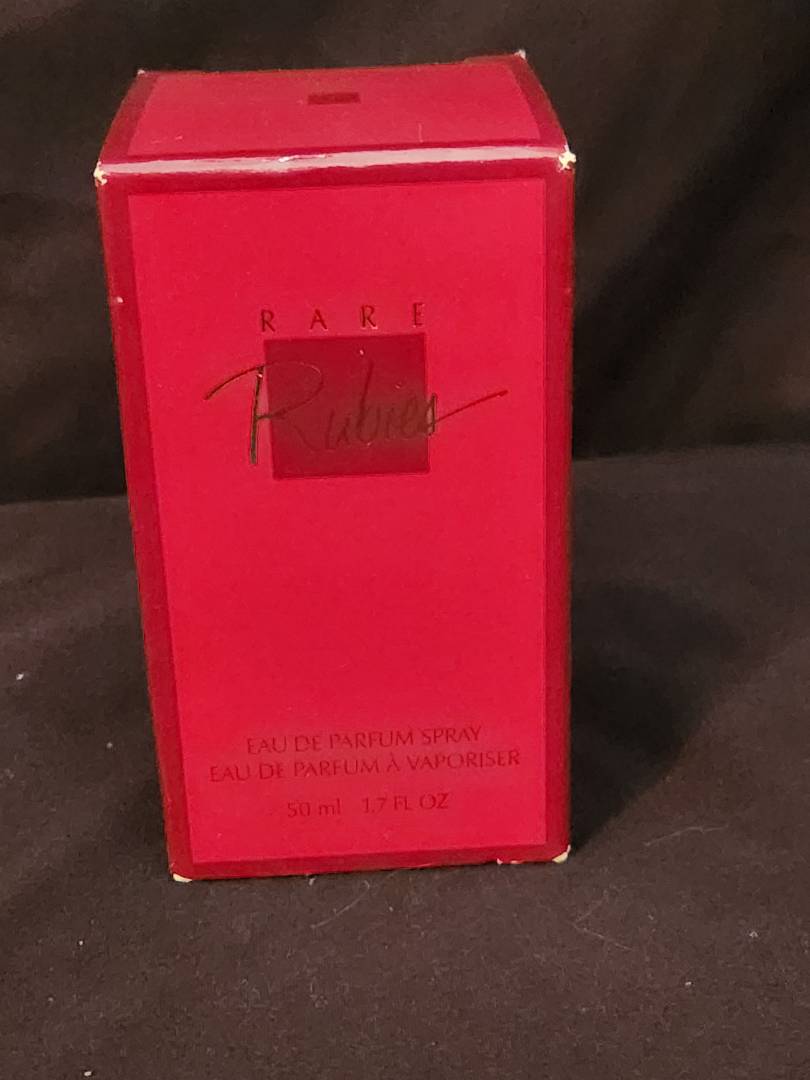 RARE
Rubies
EAU DE PARFUM SPRAY
EAU DE PARFUM À VAPORISER
50 ml 1.7 FL OZ